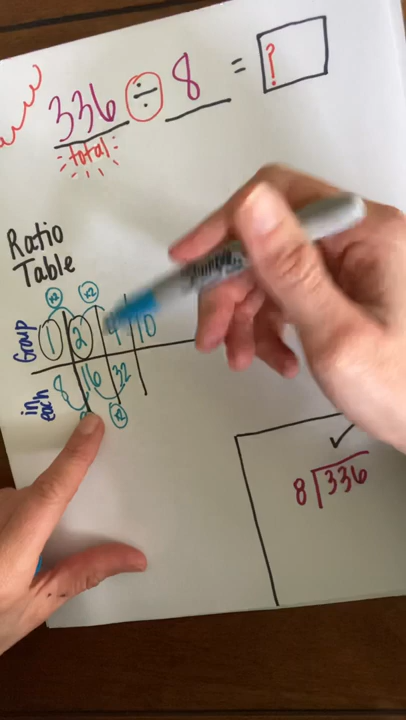 336 ÷ 8 = ?
total
Ratio
Table
x2 x2
Group 1 2 4 10
in each 8 16 32
x2
✓
8)336
Sharpie